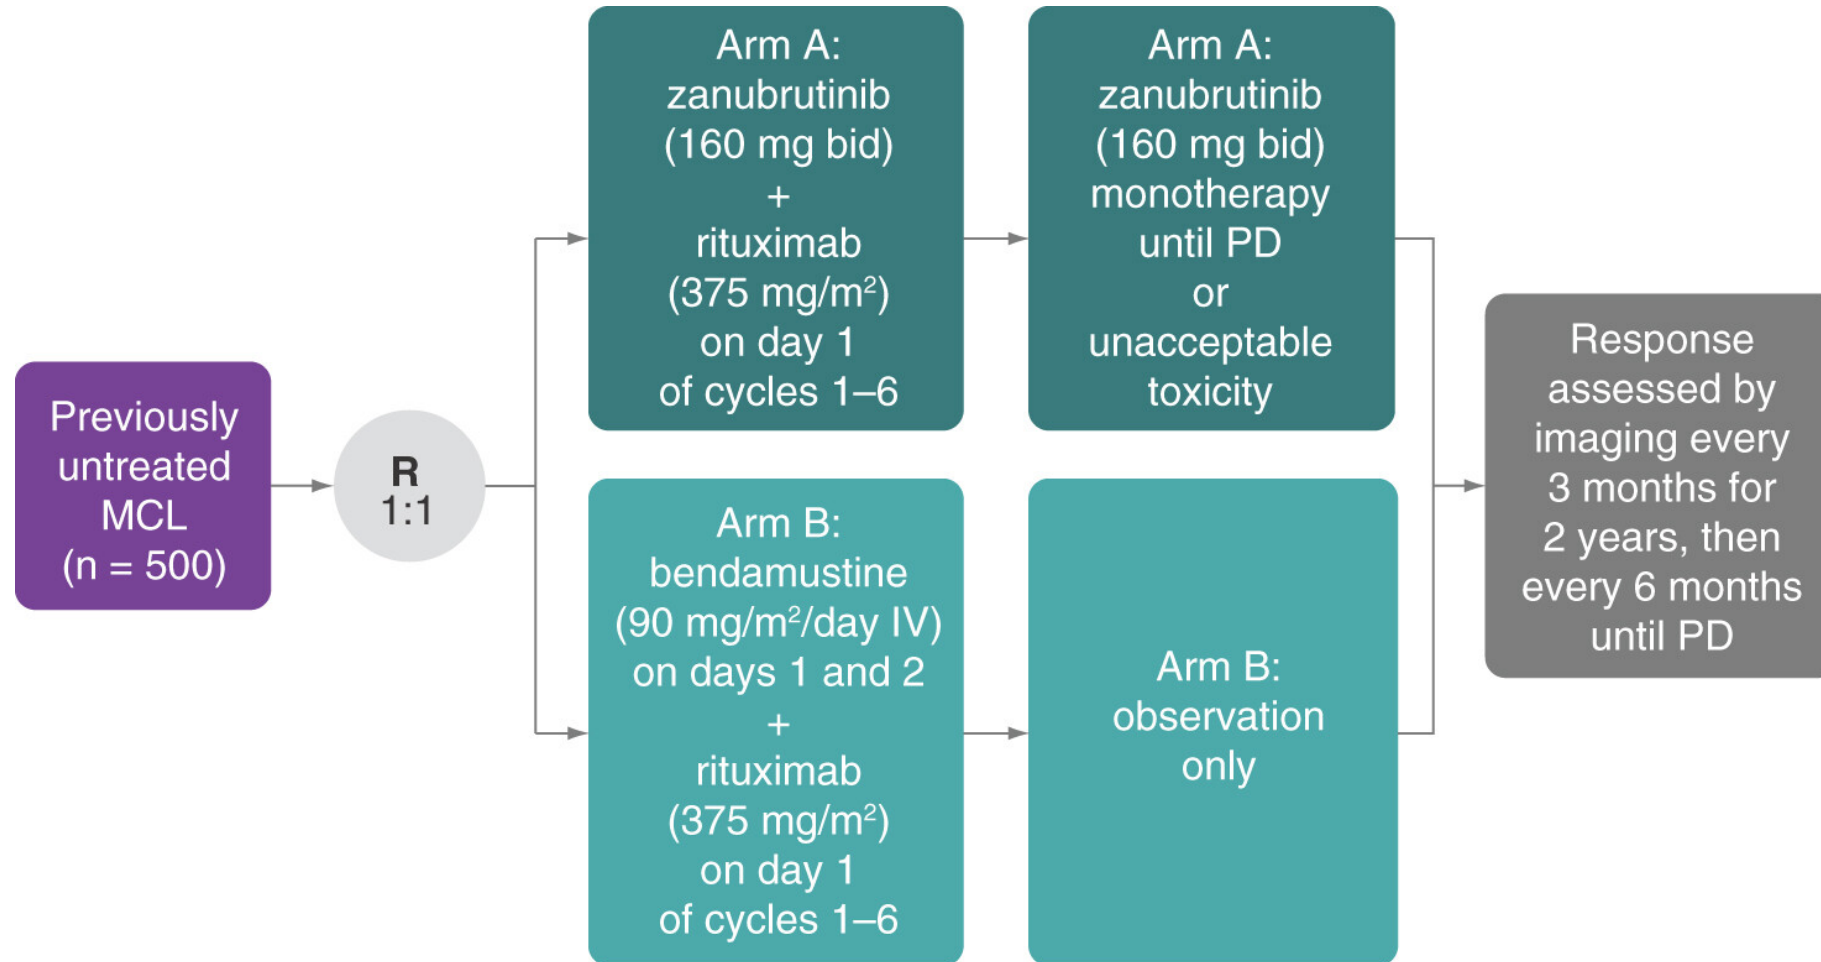 Previously
untreated
MCL
(n = 500)
R
1:1
Arm A:
zanubrutinib
(160 mg bid)
+
rituximab
(375 mg/m²)
on day 1
of cycles 1–6
Arm A:
zanubrutinib
(160 mg bid)
monotherapy
until PD
or
unacceptable
toxicity
Arm B:
bendamustine
(90 mg/m²/day IV)
on days 1 and 2
+
rituximab
(375 mg/m²)
on day 1
of cycles 1–6
Arm B:
observation
only
Response
assessed by
imaging every
3 months for
2 years, then
every 6 months
until PD